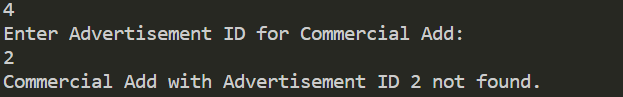 4
Enter Advertisement ID for Commercial Add:
2
Commercial Add with Advertisement ID 2 not found.